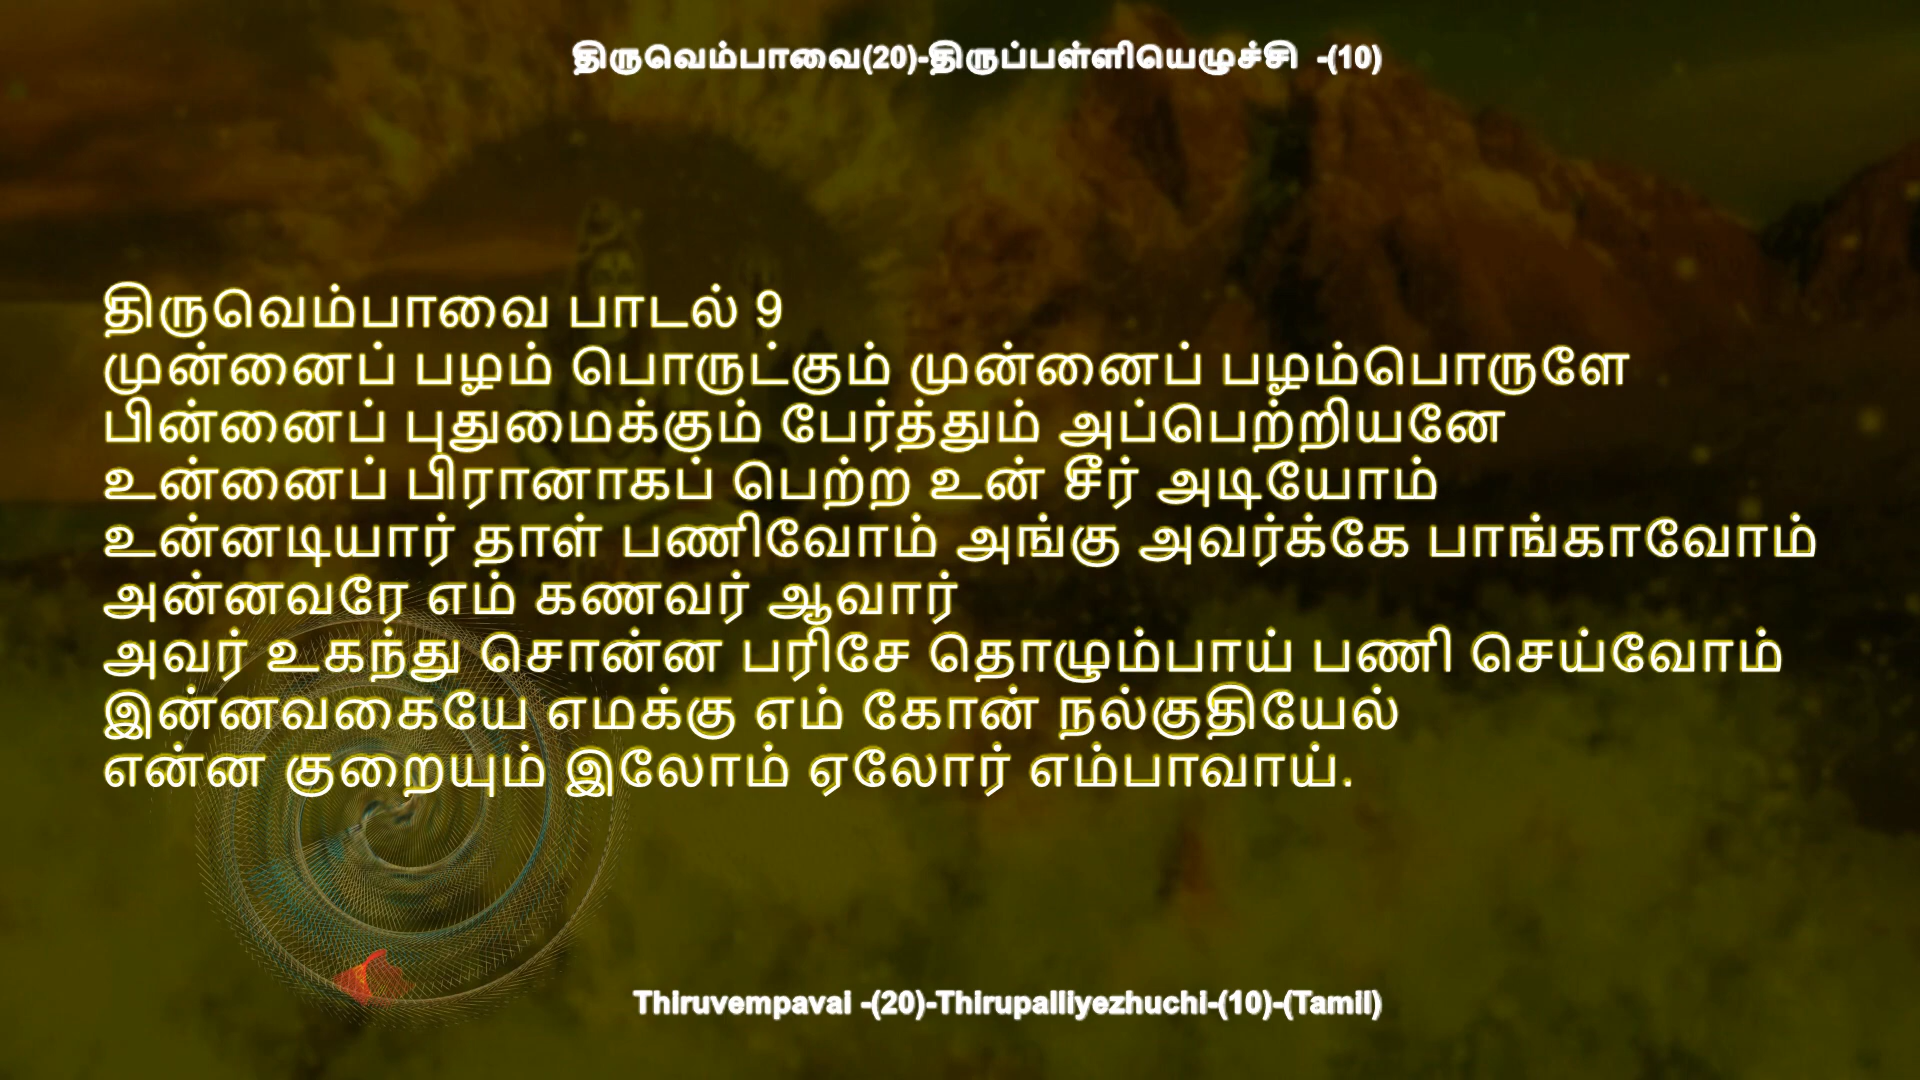 திருவெம்பாவை(20)-திருப்பள்ளியெழுச்சி -(10)
திருவெம்பாவை பாடல் 9
முன்னைப் பழம் பொருட்கும் முன்னைப் பழம்பொருளே
பின்னைப் புதுமைக்கும் பேர்த்தும் அப்பெற்றியனே
உன்னைப் பிரானாகப் பெற்ற உன் சீர் அடியோம்
உன்னடியார் தாள் பணிவோம் அங்கு அவர்க்கே பாங்காவோம்
அன்னவரே எம் கணவர் ஆவார்
அவர் உகந்து சொன்ன பரிசே தொழும்பாய் பணி செய்வோம்
இன்னவகையே எமக்கு எம் கோன் நல்குதியேல்
என்ன குறையும் இலோம் ஏலோர் எம்பாவாய்.
Thiruvempavai -(20)-Thirupalliyezhuchi-(10)-(Tamil)